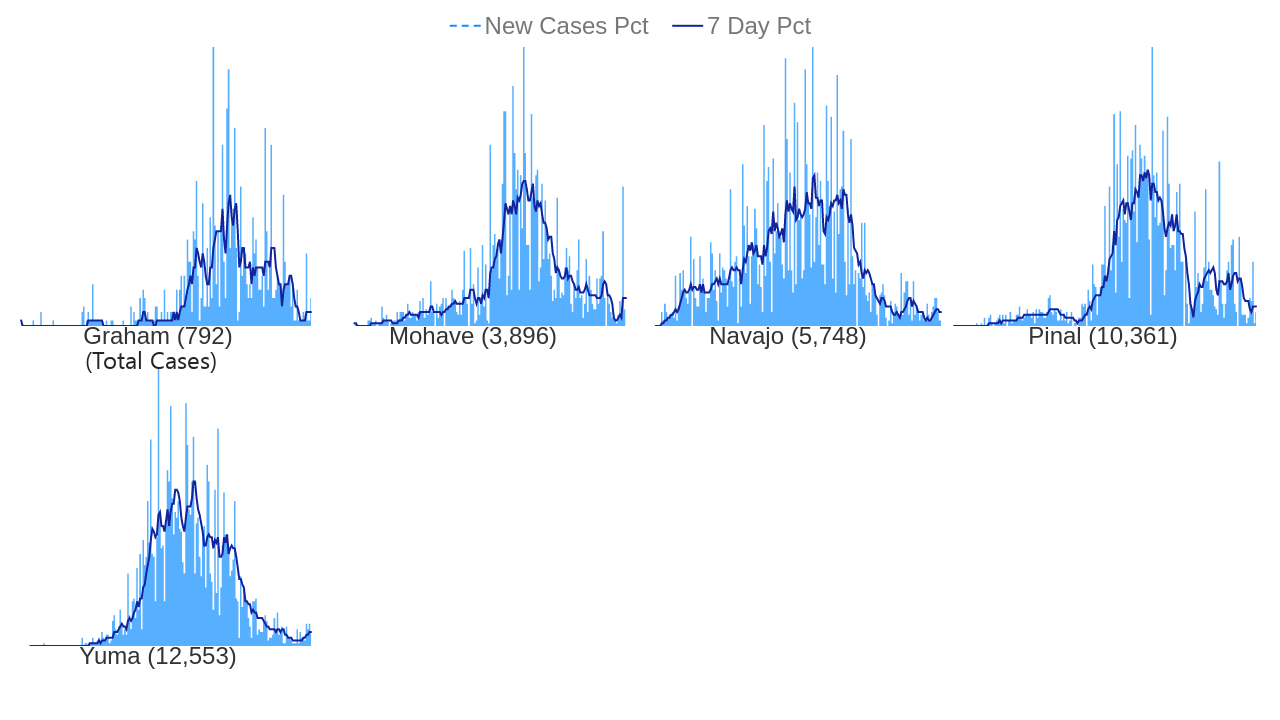 New Cases Pct 7 Day Pct
Graham (792)
(Total Cases)
Mohave (3,896)
Navajo (5,748)
Pinal (10,361)
Yuma (12,553)